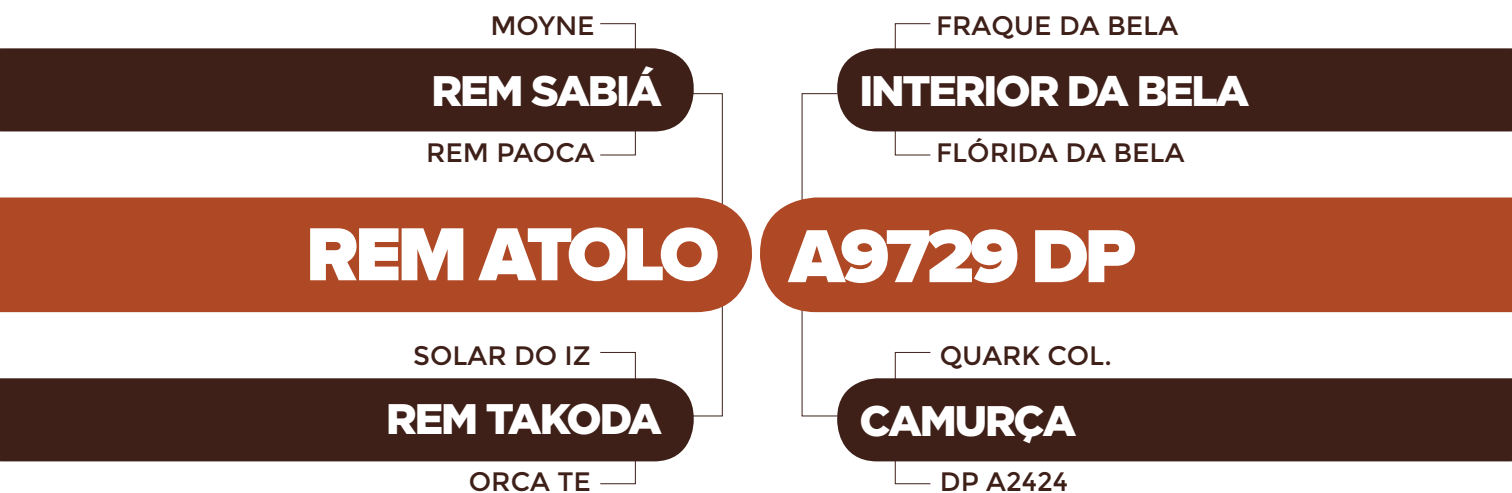 MOYNE
REM SABIÁ
REM PAOCA
REM ATOLO
SOLAR DO IZ
REM TAKODA
ORCA TE
FRAQUE DA BELA
INTERIOR DA BELA
FLÓRIDA DA BELA
A9729 DP
QUARK COL.
CAMURÇA
DP A2424